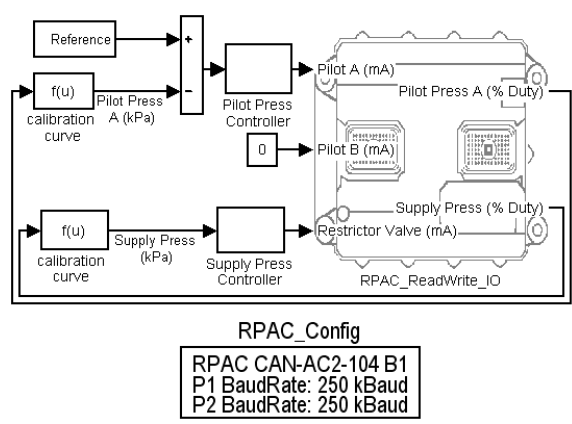 Reference
+
f(u)
calibration
curve
Pilot Press
A (kPa)
−
Pilot Press
Controller
Pilot A (mA)
Pilot Press A (% Duty)
0
Pilot B (mA)
f(u)
calibration
curve
Supply Press
(kPa)
Supply Press
Controller
Supply Press (% Duty)
Restrictor Valve (mA)
RPAC_ReadWrite_IO
RPAC_Config
RPAC CAN-AC2-104 B1
P1 BaudRate: 250 kBaud
P2 BaudRate: 250 kBaud